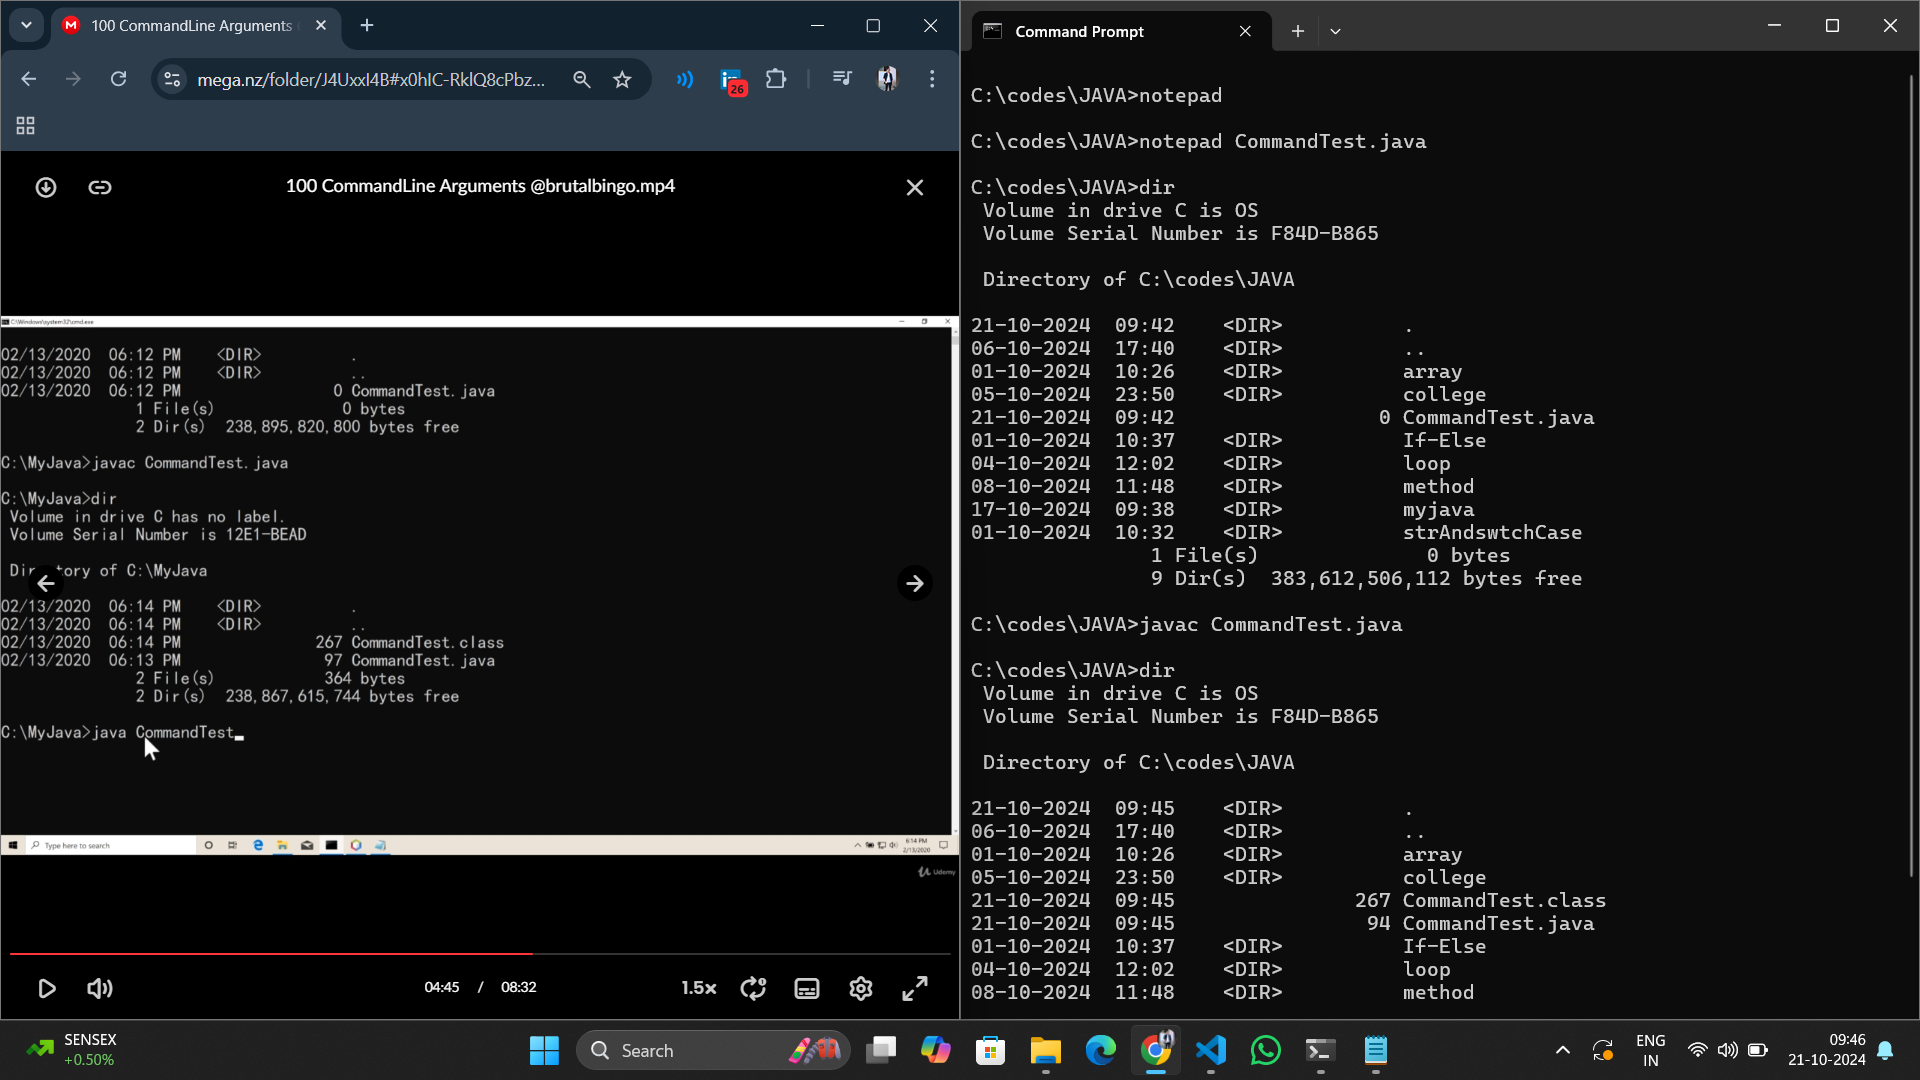 100 CommandLine Arguments
mega.nz/folder/J4UxxI4B#x0hIC-RklQ8cPbz...
26
100 CommandLine Arguments @brutalbingo.mp4
C:\Windows\system32\cmd.exe
02/13/2020 06:12 PM <DIR> .
02/13/2020 06:12 PM <DIR> ..
02/13/2020 06:12 PM 0 CommandTest.java
1 File(s) 0 bytes
2 Dir(s) 238,895,820,800 bytes free
C:\MyJava>javac CommandTest.java
C:\MyJava>dir
Volume in drive C has no label.
Volume Serial Number is 12E1-BEAD
Directory of C:\MyJava
02/13/2020 06:14 PM <DIR> .
02/13/2020 06:14 PM <DIR> ..
02/13/2020 06:14 PM 267 CommandTest.class
02/13/2020 06:13 PM 97 CommandTest.java
2 File(s) 364 bytes
2 Dir(s) 238,867,615,744 bytes free
C:\MyJava>java CommandTest_
Type here to search
6:14 PM
2/13/2020
Udemy
04:45 / 08:32
1.5x
Command Prompt
C:\codes\JAVA>notepad
C:\codes\JAVA>notepad CommandTest.java
C:\codes\JAVA>dir
Volume in drive C is OS
Volume Serial Number is F84D-B865
Directory of C:\codes\JAVA
21-10-2024 09:42 <DIR> .
06-10-2024 17:40 <DIR> ..
01-10-2024 10:26 <DIR> array
05-10-2024 23:50 <DIR> college
21-10-2024 09:42 0 CommandTest.java
01-10-2024 10:37 <DIR> If-Else
04-10-2024 12:02 <DIR> loop
08-10-2024 11:48 <DIR> method
17-10-2024 09:38 <DIR> myjava
01-10-2024 10:32 <DIR> strAndswtchCase
1 File(s) 0 bytes
9 Dir(s) 383,612,506,112 bytes free
C:\codes\JAVA>javac CommandTest.java
C:\codes\JAVA>dir
Volume in drive C is OS
Volume Serial Number is F84D-B865
Directory of C:\codes\JAVA
21-10-2024 09:45 <DIR> .
06-10-2024 17:40 <DIR> ..
01-10-2024 10:26 <DIR> array
05-10-2024 23:50 <DIR> college
21-10-2024 09:45 267 CommandTest.class
21-10-2024 09:45 94 CommandTest.java
01-10-2024 10:37 <DIR> If-Else
04-10-2024 12:02 <DIR> loop
08-10-2024 11:48 <DIR> method
SENSEX
+0.50%
Search
ENG
IN
09:46
21-10-2024